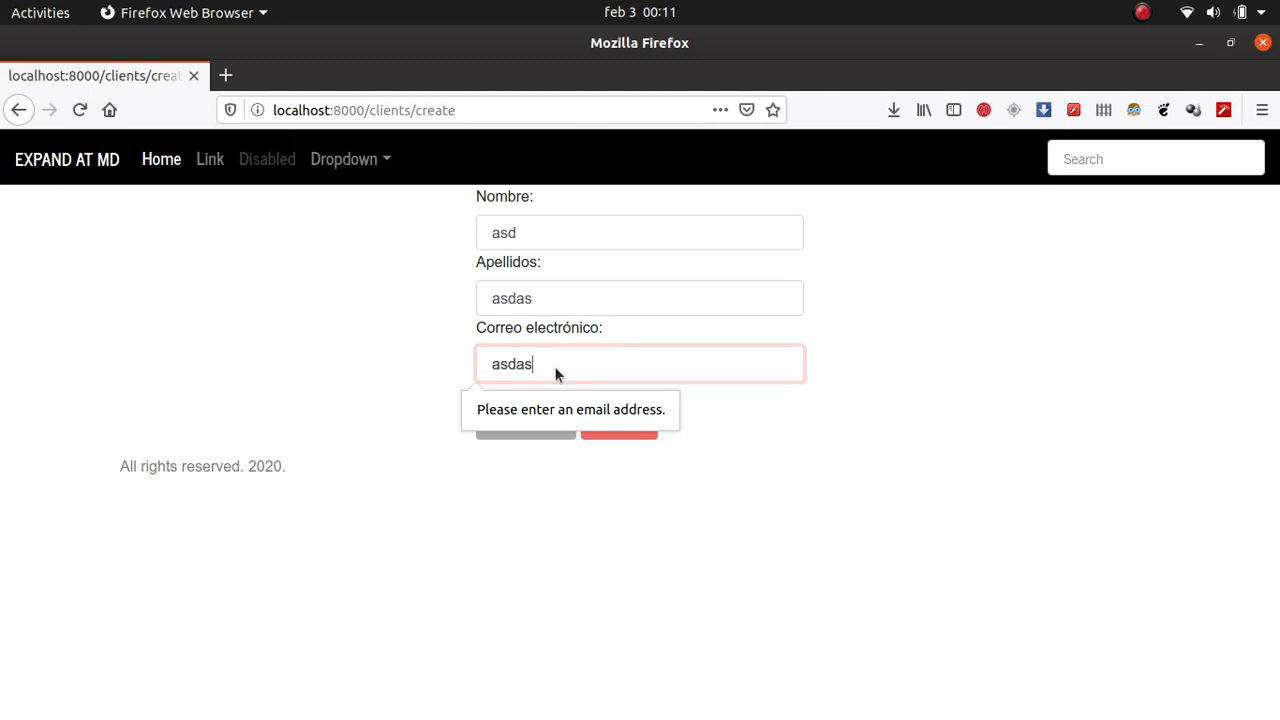 Activities Firefox Web Browser feb 3 00:11
Mozilla Firefox
localhost:8000/clients/creat
localhost:8000/clients/create
EXPAND AT MD Home Link Disabled Dropdown Search
Nombre:
asd
Apellidos:
asdas
Correo electrónico:
asdas
Please enter an email address.
All rights reserved. 2020.